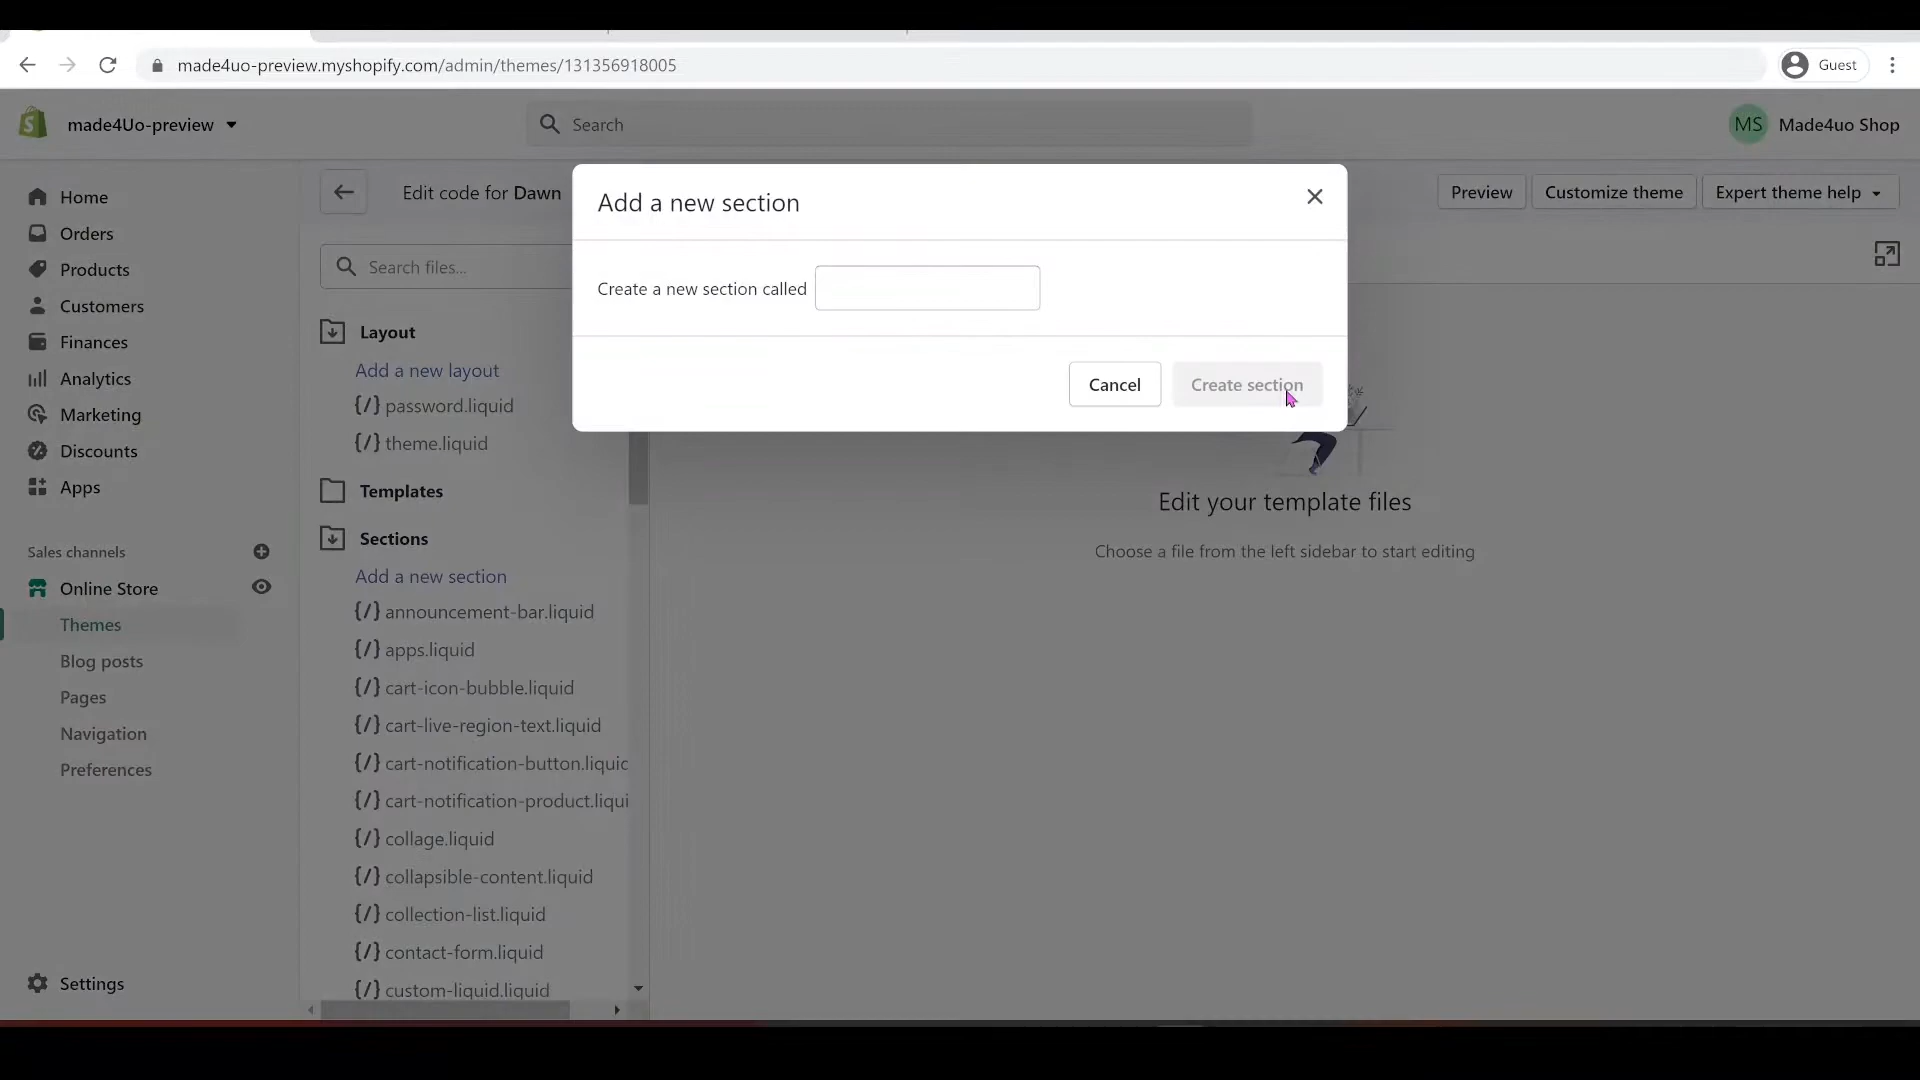 made4uo-preview.myshopify.com/admin/themes/131356918005
Guest
made4Uo-preview
Search
MS
Made4uo Shop
Home
Orders
Products
Customers
Finances
Analytics
Marketing
Discounts
Apps
Sales channels
Online Store
Themes
Blog posts
Pages
Navigation
Preferences
Settings
Edit code for Dawn
Preview
Customize theme
Expert theme help
Search files...
Layout
Add a new layout
{/} password.liquid
{/} theme.liquid
Templates
Sections
Add a new section
{/} announcement-bar.liquid
{/} apps.liquid
{/} cart-icon-bubble.liquid
{/} cart-live-region-text.liquid
{/} cart-notification-button.liquid
{/} cart-notification-product.liqui
{/} collage.liquid
{/} collapsible-content.liquid
{/} collection-list.liquid
{/} contact-form.liquid
{/} custom-liquid.liquid
Add a new section
Create a new section called
Cancel
Create section
Edit your template files
Choose a file from the left sidebar to start editing